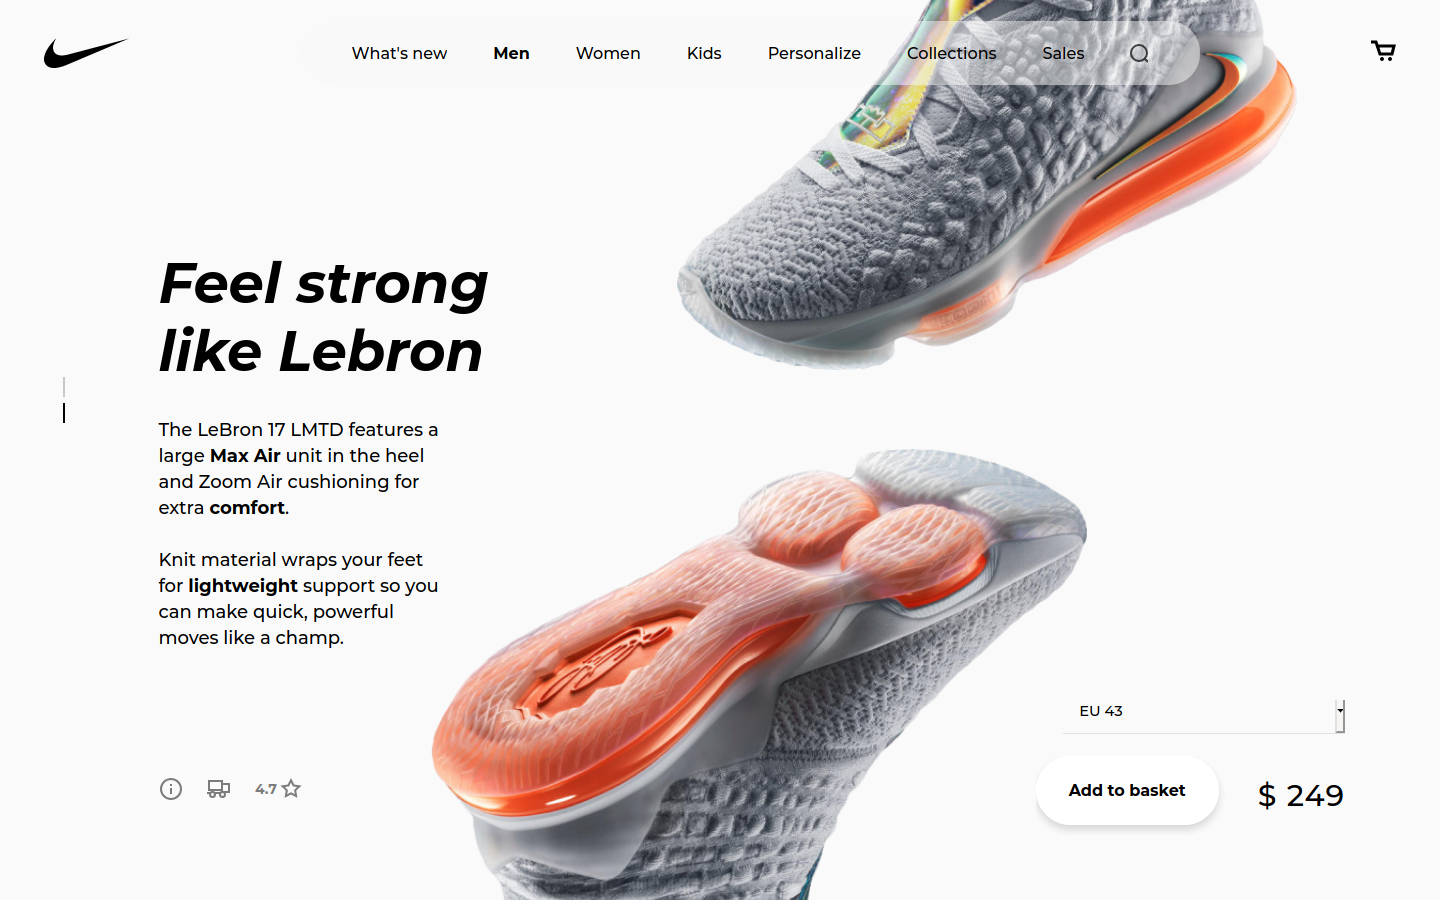 What's new
Men
Women
Kids
Personalize
Collections
Sales
Feel strong
like Lebron
The LeBron 17 LMTD features a
large Max Air unit in the heel
and Zoom Air cushioning for
extra comfort.
Knit material wraps your feet
for lightweight support so you
can make quick, powerful
moves like a champ.
EU 43
4.7
Add to basket
$ 249